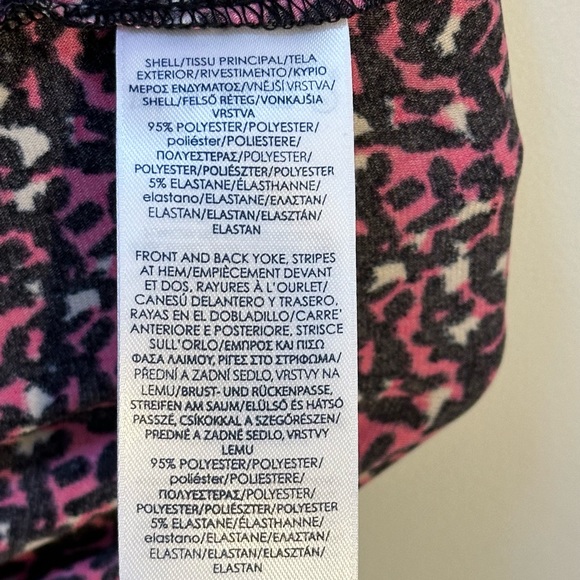 SHELL/TISSU PRINCIPAL/TELA
EXTERIOR/RIVESTIMENTO/ΚΥΡΙΟ
ΜΕΡΟΣ ΕΝΔΥΜΑΤΟΣ/VNĚJŠÍ VRSTVA/
SHELL/FELSŐ RÉTEG/VONKAJŠIA
VRSTVA
95% POLYESTER/POLYESTER/
poliéster/POLIESTERE/
ΠΟΛΥΕΣΤΕΡΑΣ/POLYESTER/
POLYESTER/POLIÉSZTER/POLYESTER
5% ELASTANE/ÉLASTHANNE/
elastano/ELASTANE/ΕΛΑΣΤΑΝ/
ELASTAN/ELASTAN/ELASZTÁN/
ELASTAN
FRONT AND BACK YOKE, STRIPES
AT HEM/EMPIÈCEMENT DEVANT
ET DOS, RAYURES À L'OURLET/
CANESÚ DELANTERO Y TRASERO,
RAYAS EN EL DOBLADILLO/CARRE'
ANTERIORE E POSTERIORE, STRISCE
SULL'ORLO/ΕΜΠΡΟΣ ΚΑΙ ΠΙΣΩ
ΦΑΣΑ ΛΑΙΜΟΥ, ΡΙΓΕΣ ΣΤΟ ΣΤΡΙΦΩΜΑ/
PŘEDNÍ A ZADNÍ SEDLO, VRSTVY NA
LEMU/BRUST- UND RÜCKENPASSE,
STREIFEN AM SAUM/ELÜLSŐ ÉS HÁTSÓ
PASSZÉ, CSÍKOKKAL A SZEGŐRÉSZEN/
PREDNÉ A ZADNÉ SEDLO, VRSTVY
LEMU
95% POLYESTER/POLYESTER/
poliéster/POLIESTERE/
ΠΟΛΥΕΣΤΕΡΑΣ/POLYESTER/
POLYESTER/POLIÉSZTER/POLYESTER
5% ELASTANE/ÉLASTHANNE/
elastano/ELASTANE/ΕΛΑΣΤΑΝ/
ELASTAN/ELASTAN/ELASZTÁN/
ELASTAN